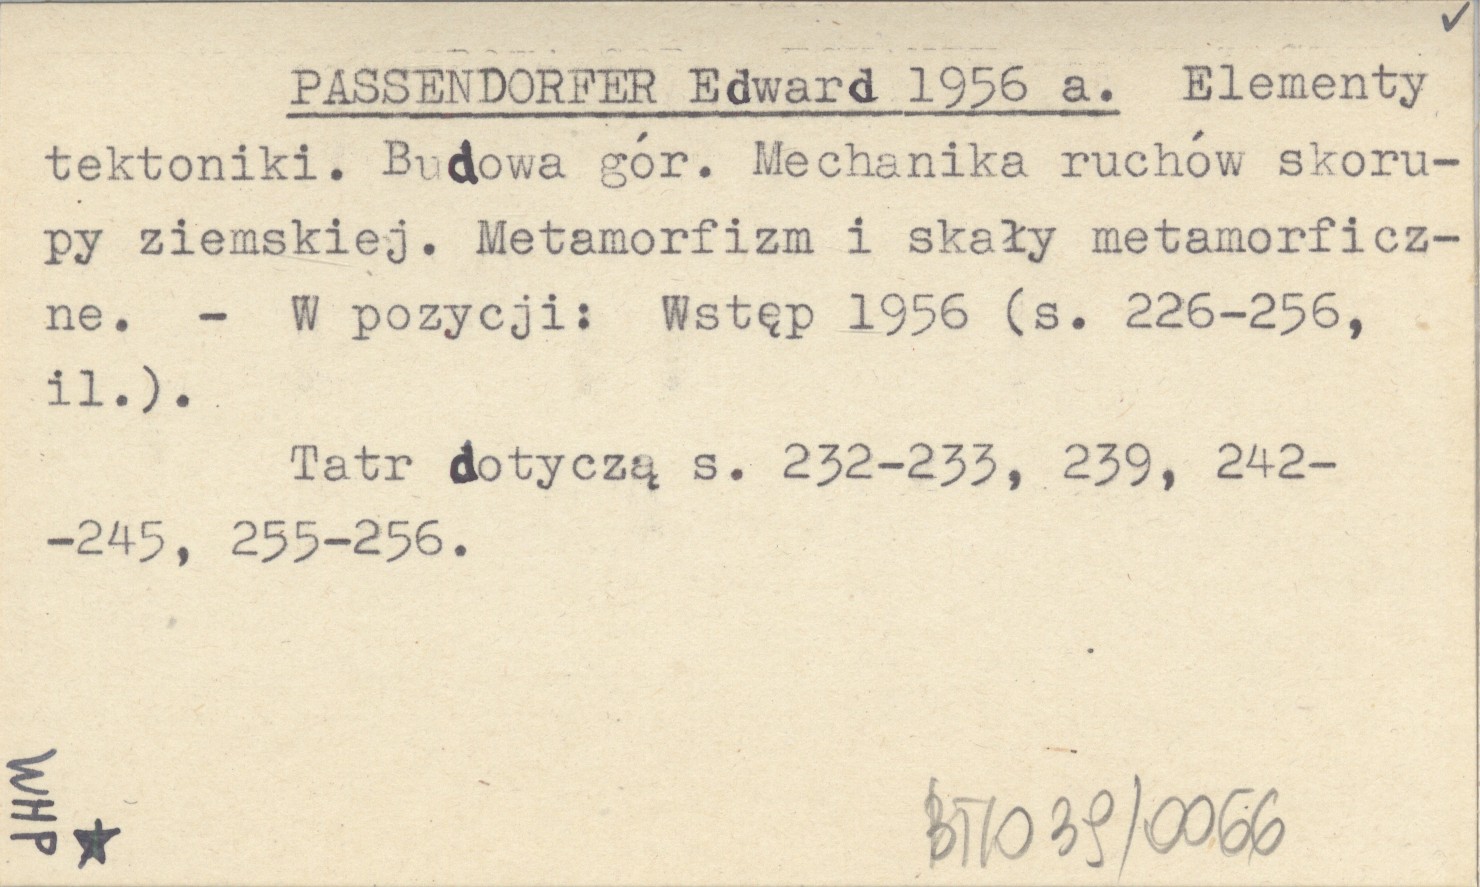 PASSENDORFER Edward 1956 a. Elementy
tektoniki. Budowa gór. Mechanika ruchów skoru-
py ziemskiej. Metamorfizm i skały metamorficz-
ne. - W pozycji: Wstęp 1956 (s. 226-256,
il.).
Tatr dotyczą s. 232-233, 239, 242-
-245, 255-256.
WHP
039/0066